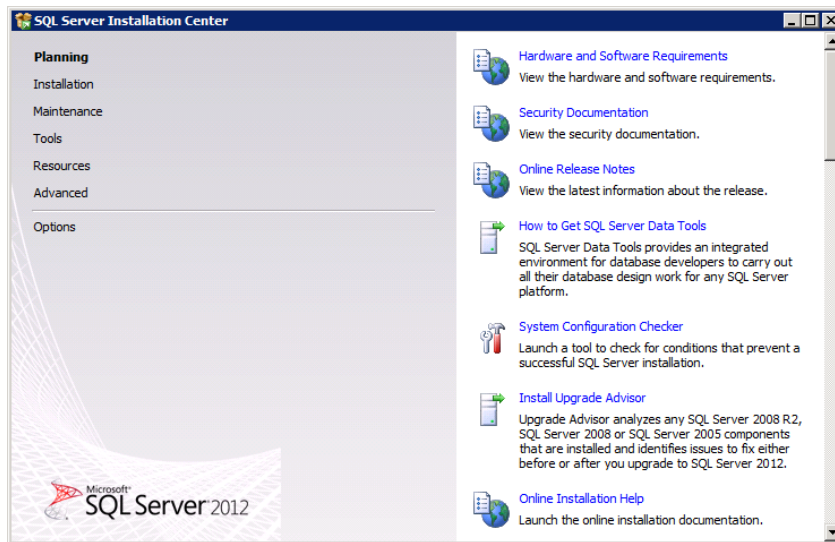 SQL Server Installation Center
Planning
Installation
Maintenance
Tools
Resources
Advanced
Options
Microsoft®
SQL Server® 2012
Hardware and Software Requirements
View the hardware and software requirements.
Security Documentation
View the security documentation.
Online Release Notes
View the latest information about the release.
How to Get SQL Server Data Tools
SQL Server Data Tools provides an integrated
environment for database developers to carry out
all their database design work for any SQL Server
platform.
System Configuration Checker
Launch a tool to check for conditions that prevent a
successful SQL Server installation.
Install Upgrade Advisor
Upgrade Advisor analyzes any SQL Server 2008 R2,
SQL Server 2008 or SQL Server 2005 components
that are installed and identifies issues to fix either
before or after you upgrade to SQL Server 2012.
Online Installation Help
Launch the online installation documentation.